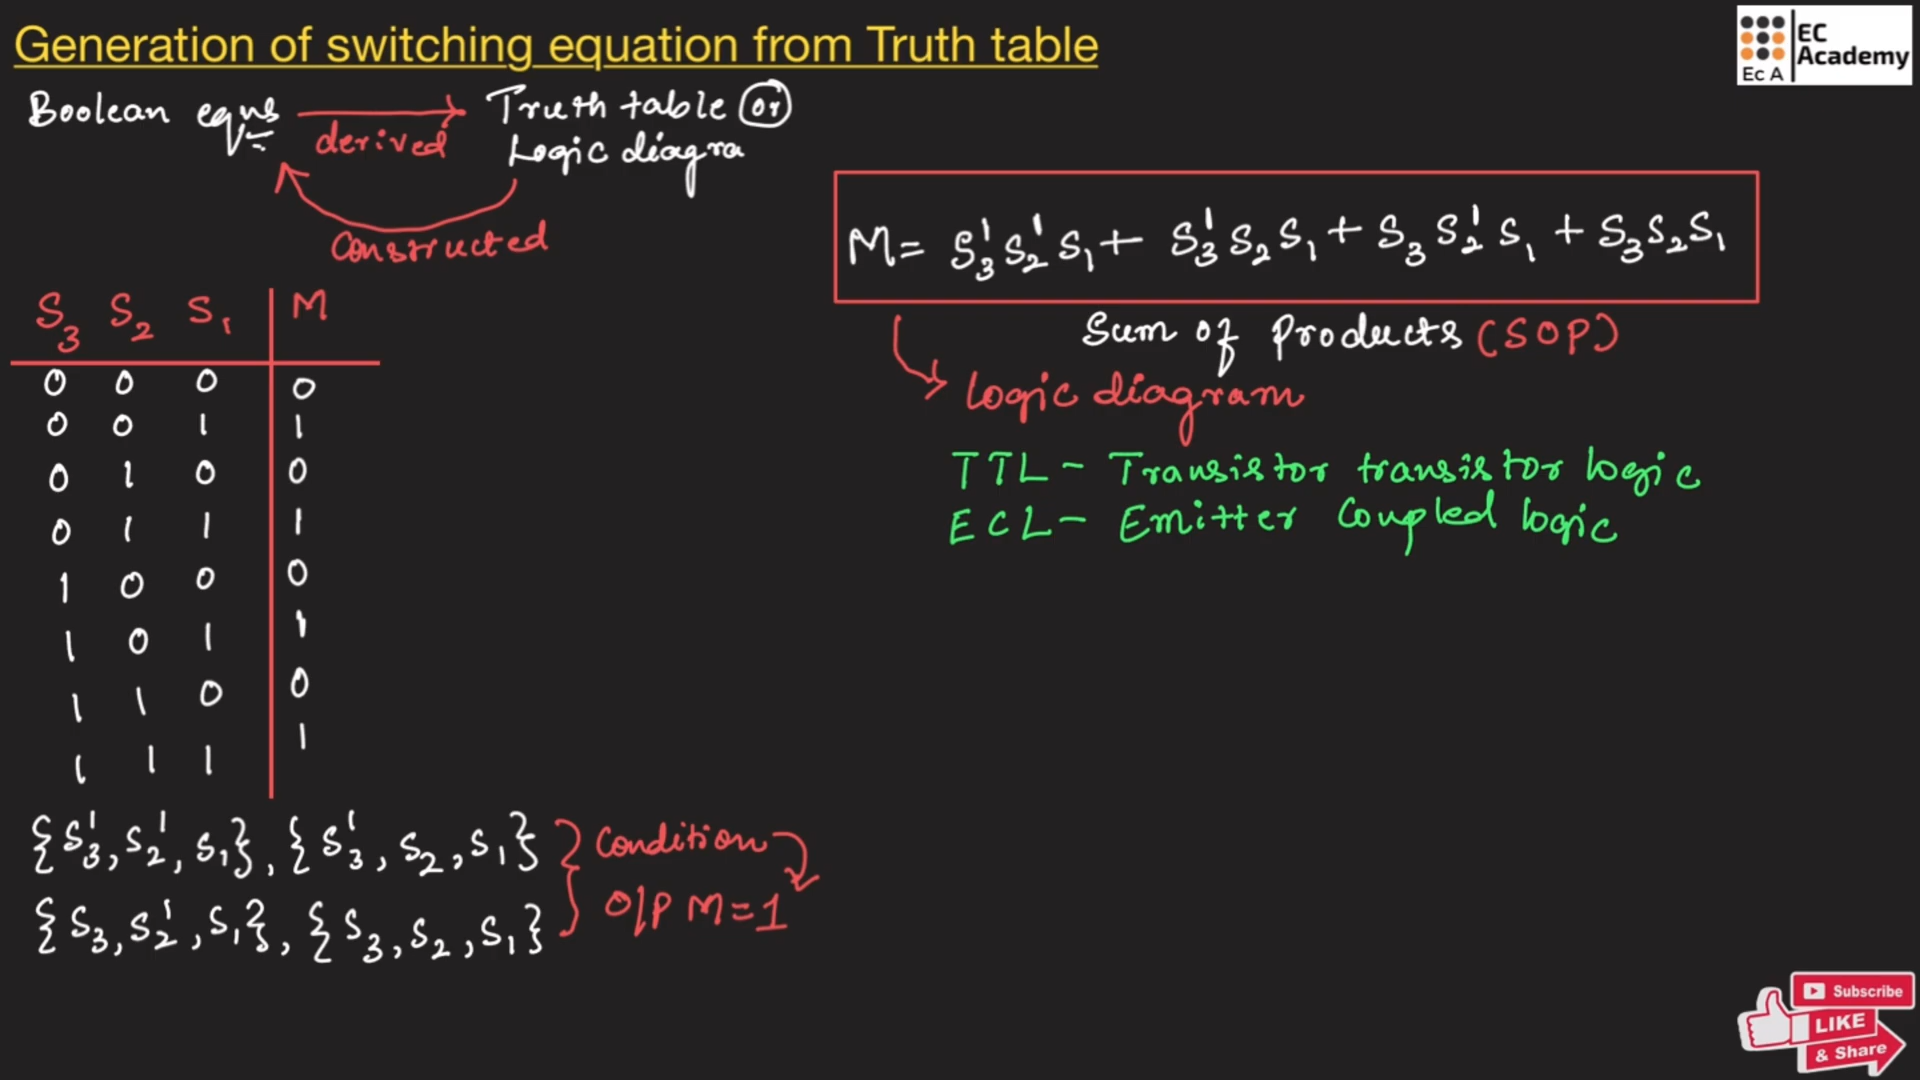 Generation of switching equation from Truth table
EC Academy
Ec A
Boolean eqns derived Truth table or
Logic diagra
Constructed
M = S3' S2' S1 + S3' S2 S1 + S3 S2' S1 + S3 S2 S1
Sum of Products (SOP)
Logic diagram
TTL - Transistor transistor logic
ECL - Emitter Coupled logic
S3 S2 S1 M
0 0 0 0
0 0 1 1
0 1 0 0
0 1 1 1
1 0 0 0
1 0 1 1
1 1 0 0
1 1 1 1
{S3', S2', S1}, {S3', S2, S1} Condition
{S3, S2', S1}, {S3, S2, S1} O/P M=1
Subscribe
LIKE
& Share